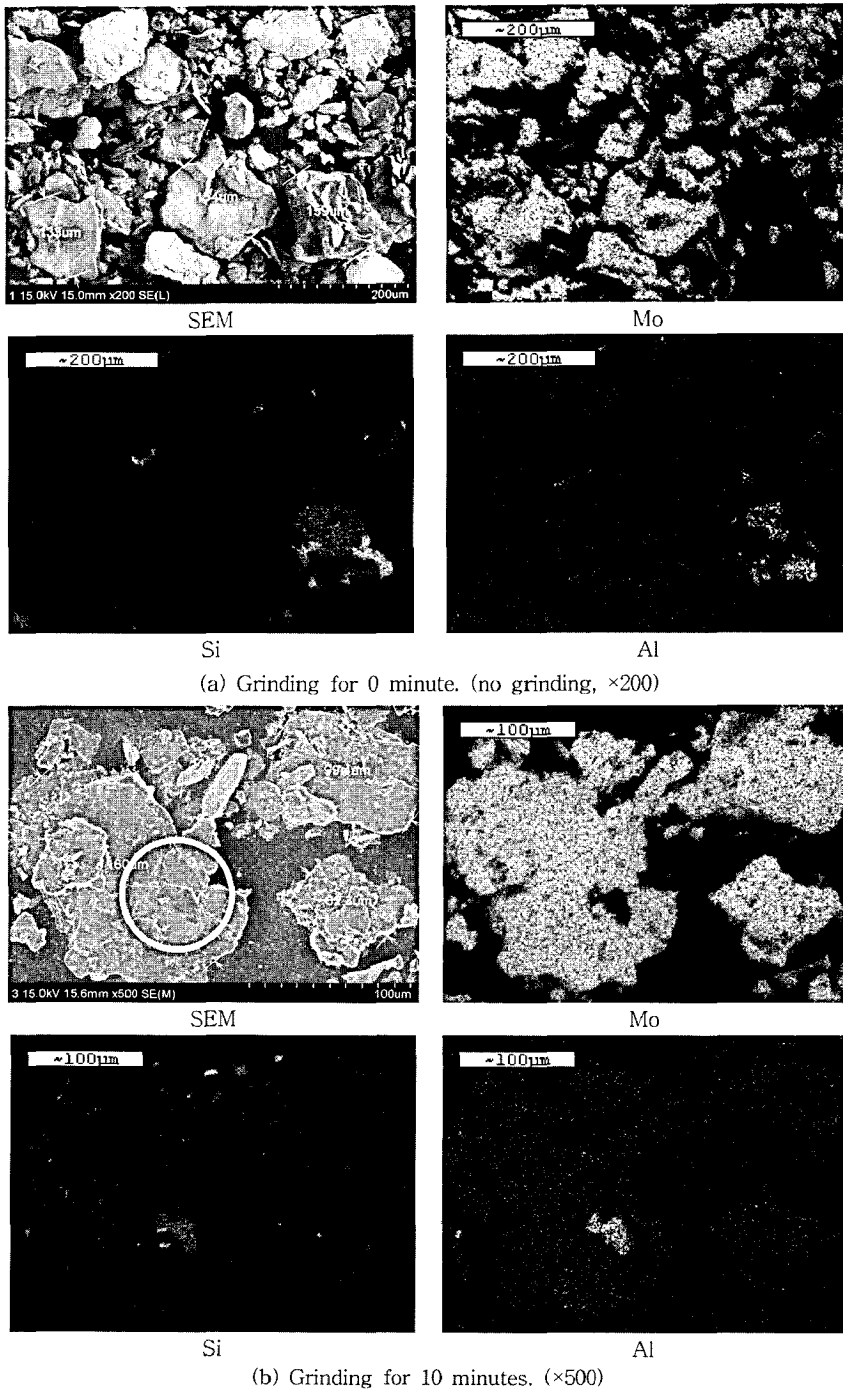 ~200μm
1 15.0kV 15.0mm x200 SE(L) 200um
SEM
Mo
~200μm
~200μm
Si
Al
(a) Grinding for 0 minute. (no grinding, ×200)
~100μm
3 15.0kV 15.6mm x500 SE(M) 100um
SEM
Mo
~100μm
~100μm
Si
Al
(b) Grinding for 10 minutes. (×500)